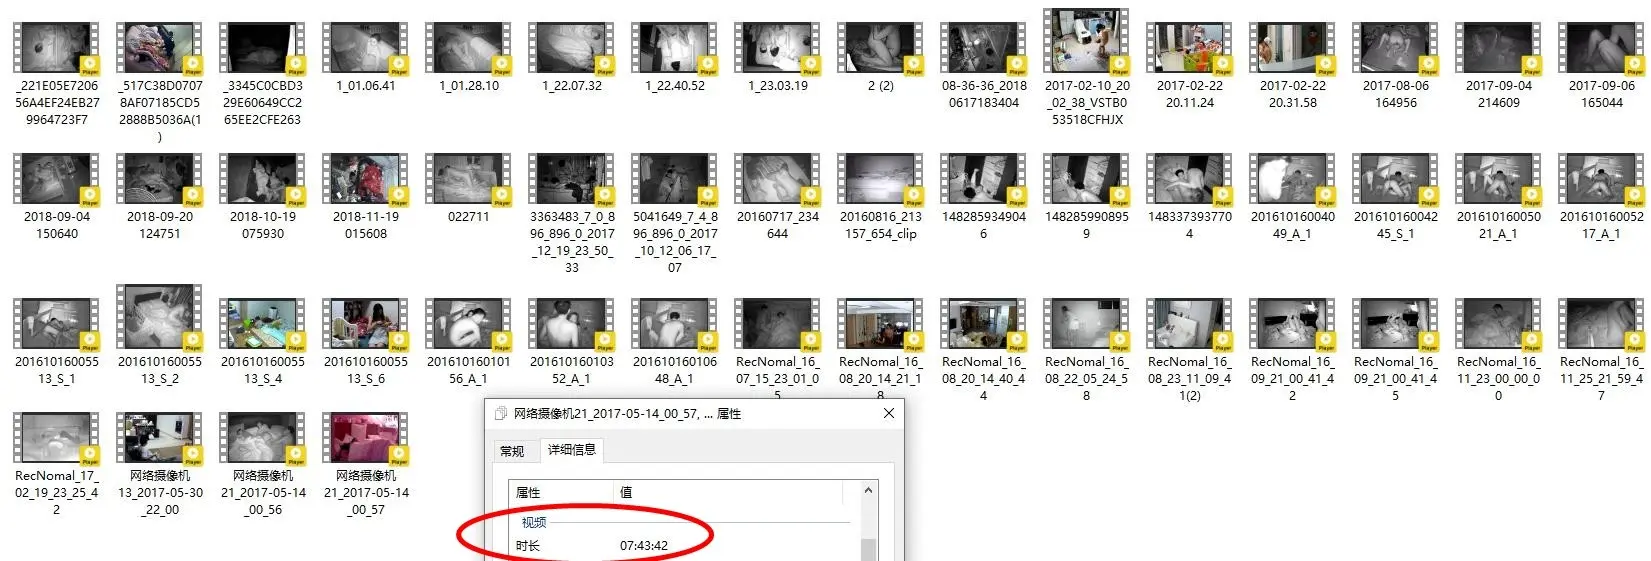 _221E05E7206 _517C38D0707 _3345C0CBD3 1_01.06.41 1_01.28.10 1_22.07.32 1_22.40.52 1_23.03.19 2 (2) 08-36-36_2018 2017-02-10_20 2017-02-22 2017-02-22 2017-08-06 2017-09-04 2017-09-06
56A4EF24EB27 8AF07185CD5 29E60649CC2 0617183404 _02_38_VSTB0 20.11.24 20.31.58 164956 214609 165044
9964723F7 2888B5036A(1 65EE2CFE263 53518CFHJX
)
2018-09-04 2018-09-20 2018-10-19 2018-11-19 022711 3363483_7_0_8 5041649_7_4_8 20160717_234 20160816_213 148285934904 148285990895 148337393770 201610160040 201610160042 201610160050 201610160052
150640 124751 075930 015608 96_896_0_2017 96_896_0_2017 644 157_654_clip 6 9 4 49_A_1 45_S_1 21_A_1 17_A_1
_12_19_23_50_ _10_12_06_17_
33 07
201610160055 201610160055 201610160055 201610160055 201610160101 201610160103 201610160106 RecNomal_16_ RecNomal_16_ RecNomal_16_ RecNomal_16_ RecNomal_16_ RecNomal_16_ RecNomal_16_ RecNomal_16_ RecNomal_16_
13_S_1 13_S_2 13_S_4 13_S_6 56_A_1 52_A_1 48_A_1 07_15_23_01_0 08_20_14_21_1 08_20_14_40_4 08_22_05_24_5 08_23_11_09_4 09_21_00_41_4 09_21_00_41_4 11_23_00_00_0 11_25_21_59_4
5 8 4 8 1(2) 2 5 0 7
RecNomal_17_ 网络摄像机 网络摄像机 网络摄像机
02_19_23_25_4 13_2017-05-30 21_2017-05-14 21_2017-05-14
2 _22_00 _00_56 _00_57
网络摄像机21_2017-05-14_00_57, ... 属性
常规 详细信息
属性 值
视频
时长 07:43:42